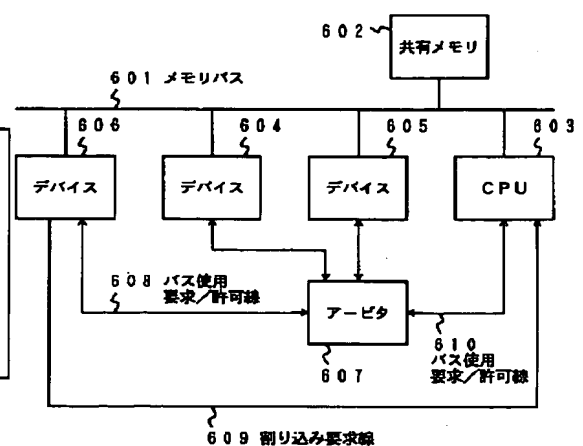 602
共有メモリ
601 メモリバス
606
604
605
603
デバイス
デバイス
デバイス
CPU
608 バス使用
要求／許可線
アービタ
607
610
バス使用
要求／許可線
609 割り込み要求線